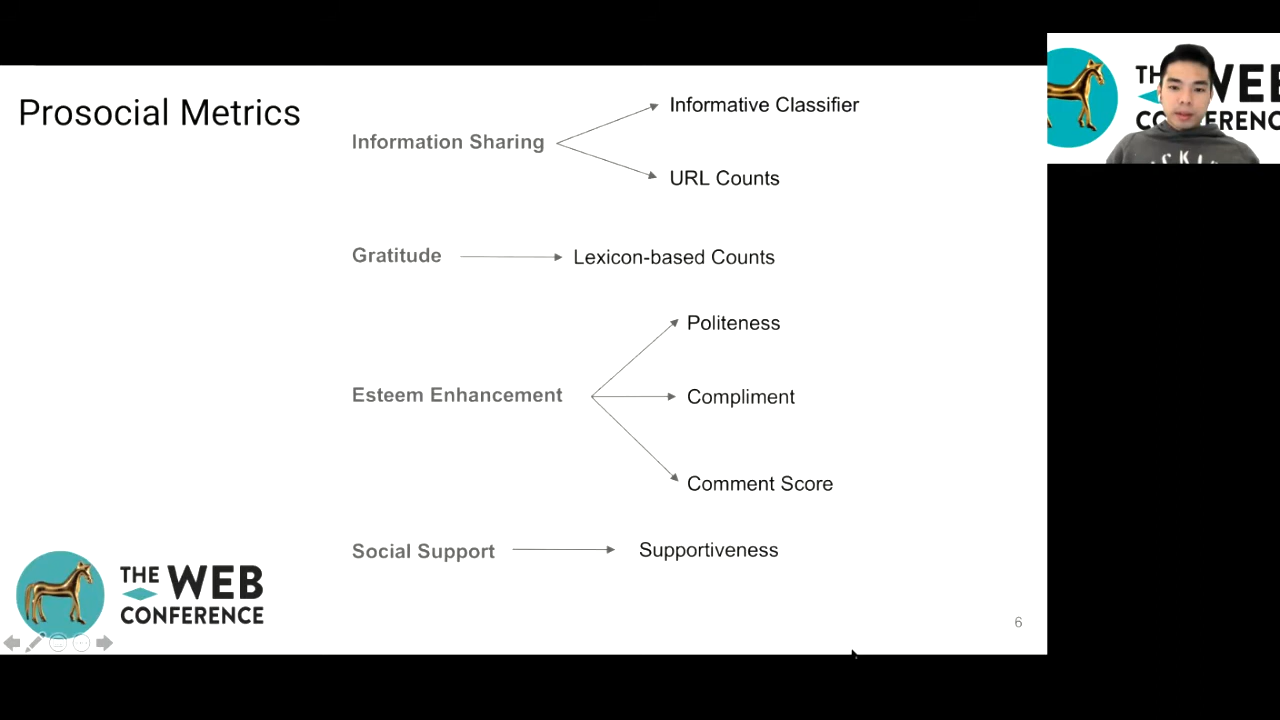 Prosocial Metrics
Information Sharing
Informative Classifier
URL Counts
Gratitude
Lexicon-based Counts
Esteem Enhancement
Politeness
Compliment
Comment Score
Social Support
Supportiveness
THE WEB
CONFERENCE
6